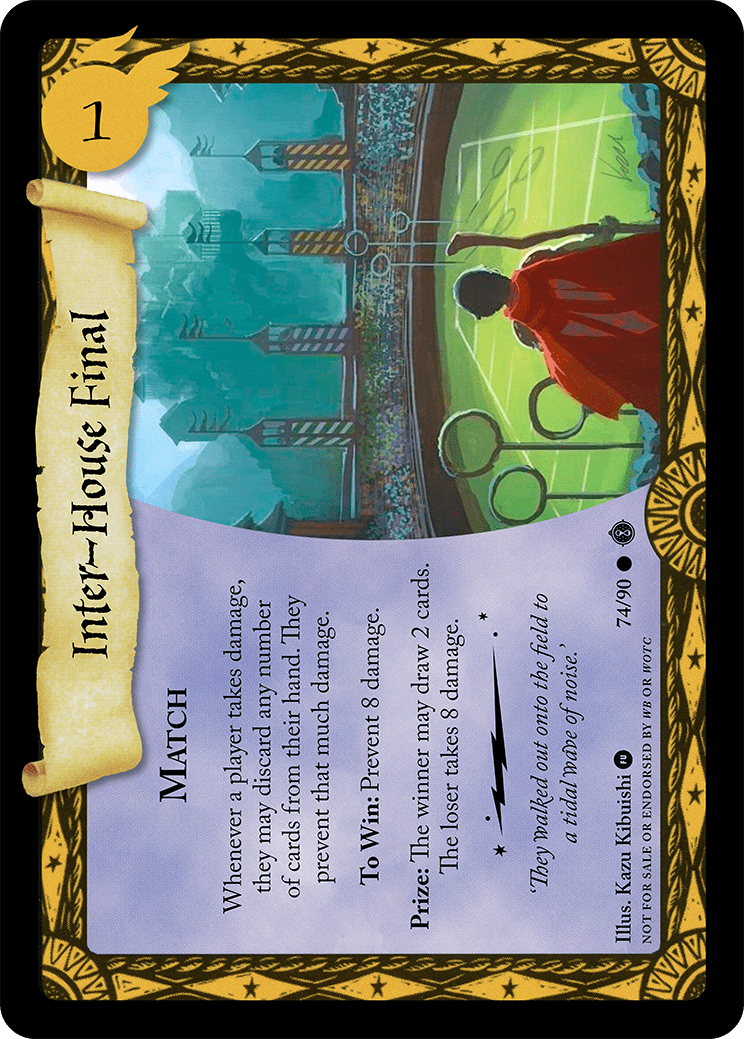 1
Inter-House Final
MATCH
Whenever a player takes damage,
they may discard any number
of cards from their hand. They
prevent that much damage.
To Win: Prevent 8 damage.
Prize: The winner may draw 2 cards.
The loser takes 8 damage.
‘They walked out onto the field to
a tidal wave of noise.’
Illus. Kazu Kibuishi FU 74/90
NOT FOR SALE OR ENDORSED BY WB OR WOTC